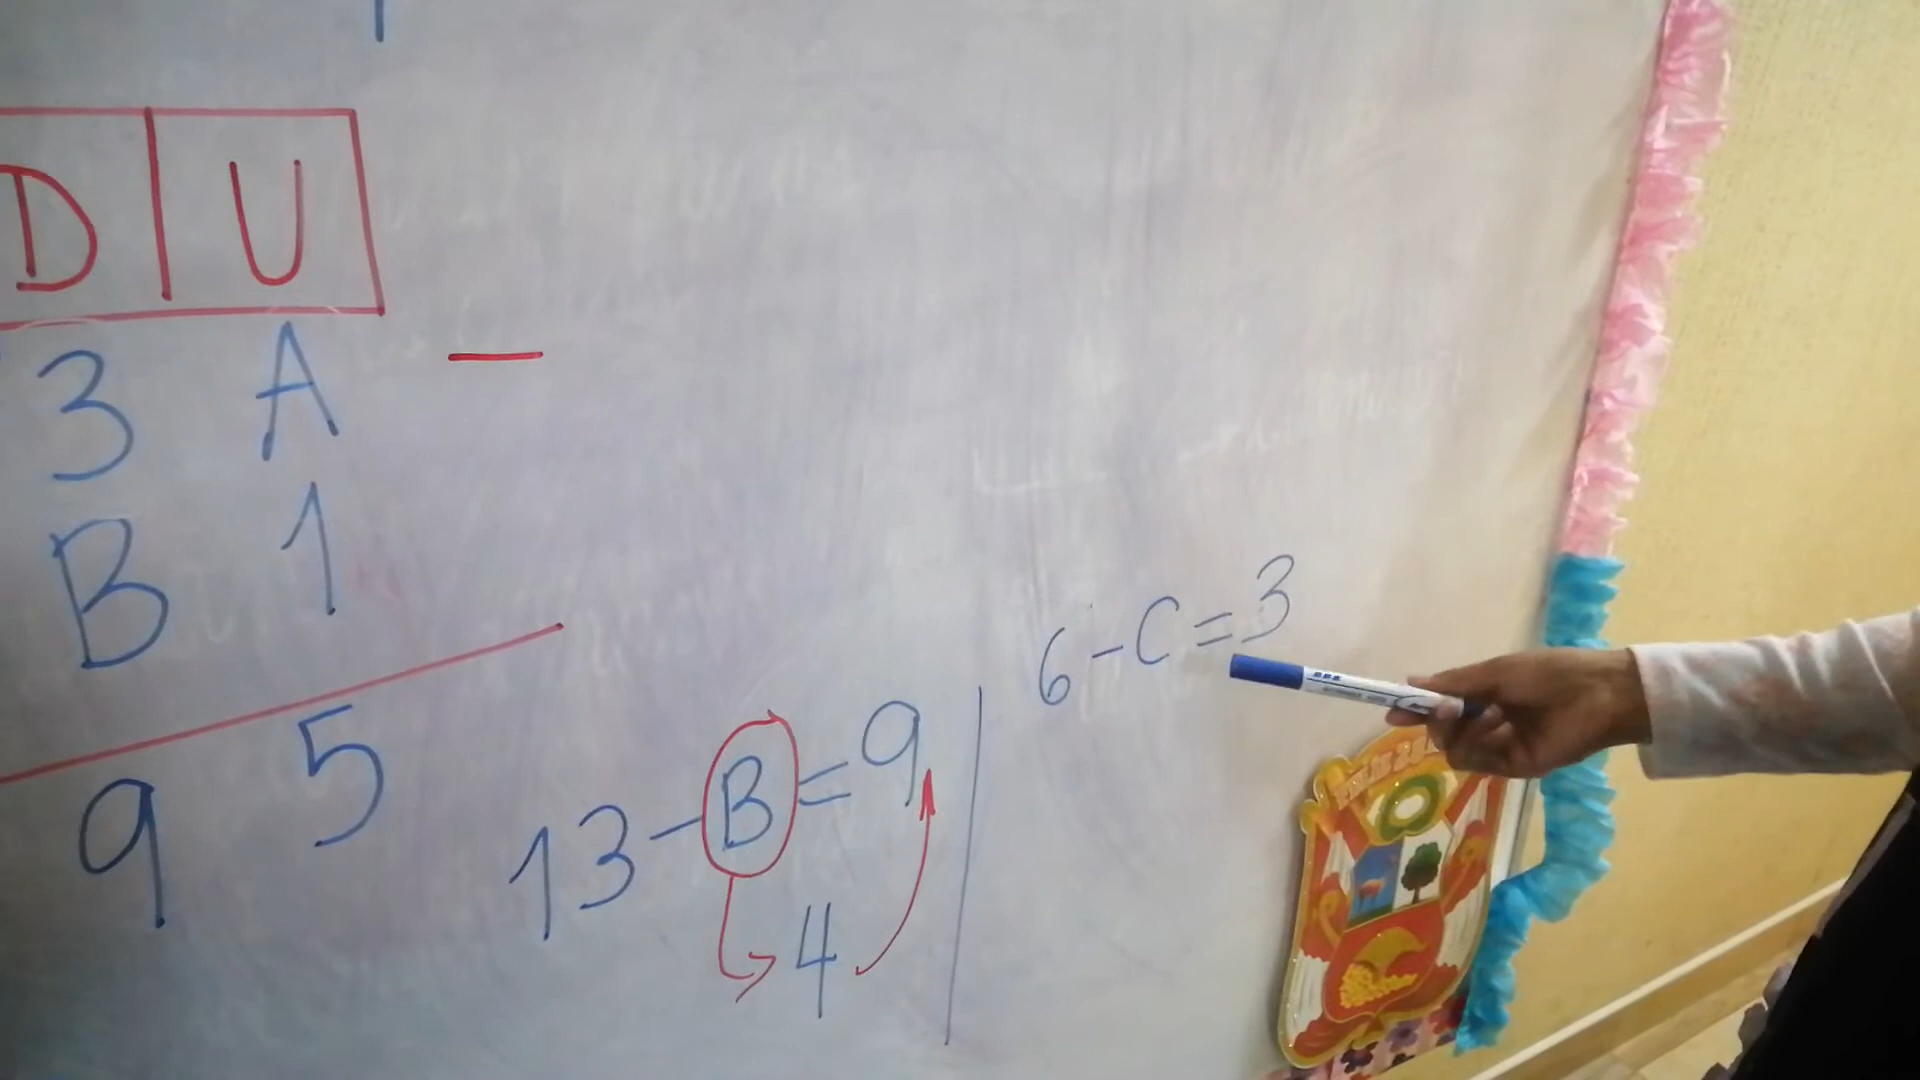 D U
3 A —
B 1
9 5
13 - B = 9
4
6 - C = 3